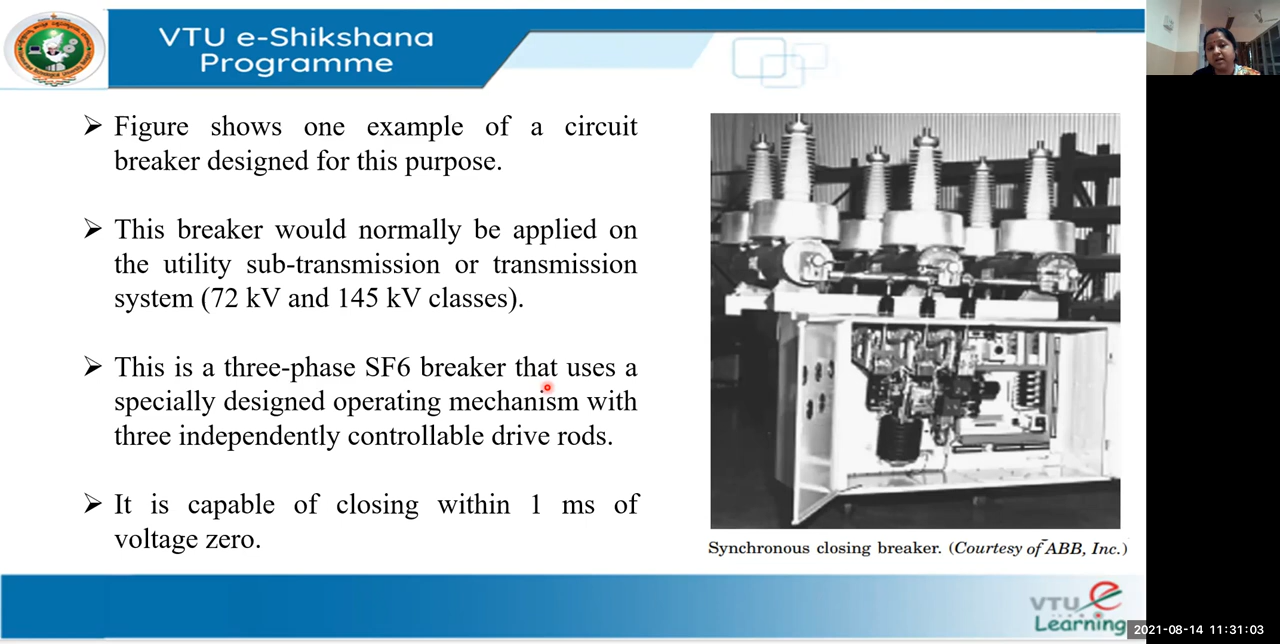 VTU e-Shikshana
Programme
➢ Figure shows one example of a circuit
breaker designed for this purpose.
➢ This breaker would normally be applied on
the utility sub-transmission or transmission
system (72 kV and 145 kV classes).
➢ This is a three-phase SF6 breaker that uses a
specially designed operating mechanism with
three independently controllable drive rods.
➢ It is capable of closing within 1 ms of
voltage zero.
Synchronous closing breaker. (Courtesy of ABB, Inc.)
VTU e
Learning
2021-08-14 11:31:03